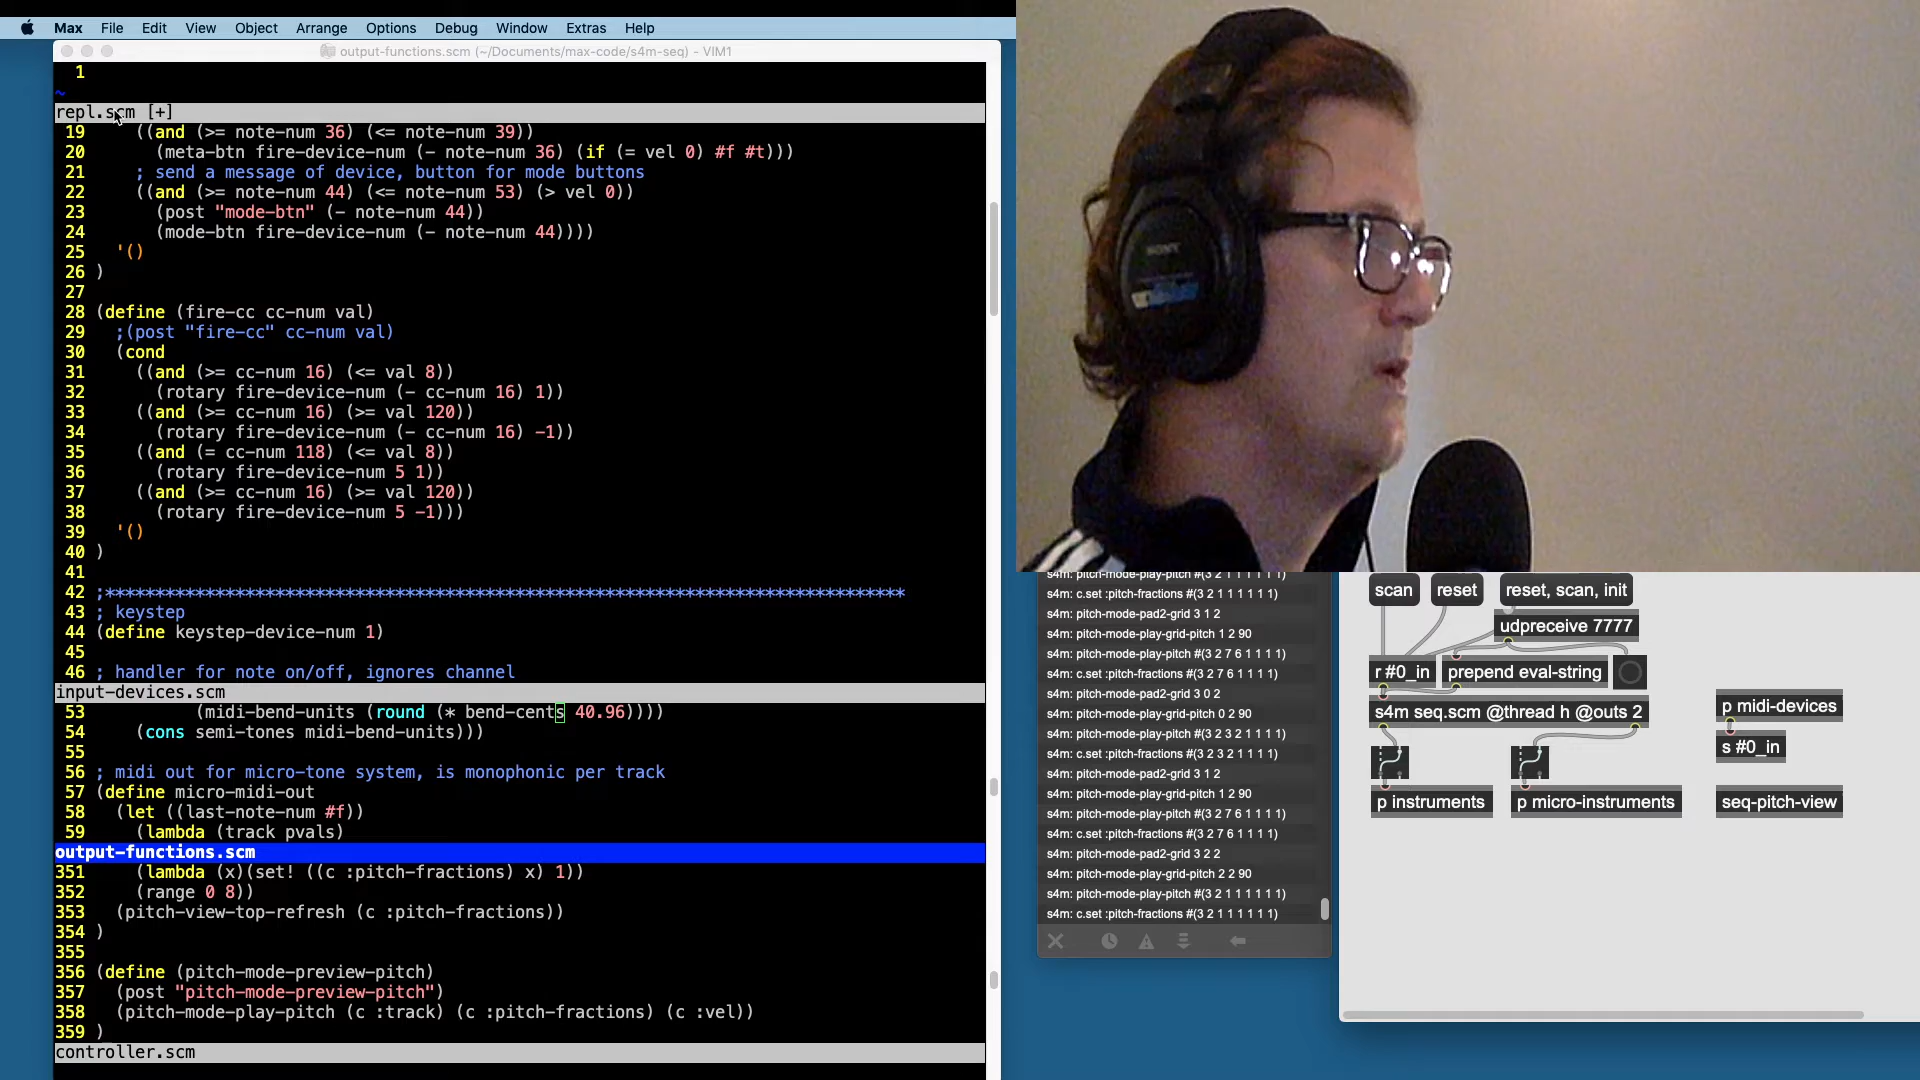 Max File Edit View Object Arrange Options Debug Window Extras Help
output-functions.scm (~/Documents/max-code/s4m-seq) - VIM1
1
~
repl.scm [+]
19 ((and (>= note-num 36) (<= note-num 39))
20 (meta-btn fire-device-num (- note-num 36) (if (= vel 0) #f #t)))
21 ; send a message of device, button for mode buttons
22 ((and (>= note-num 44) (<= note-num 53) (> vel 0))
23 (post "mode-btn" (- note-num 44))
24 (mode-btn fire-device-num (- note-num 44))))
25 '()
26 )
27
28 (define (fire-cc cc-num val)
29 ;(post "fire-cc" cc-num val)
30 (cond
31 ((and (>= cc-num 16) (<= val 8))
32 (rotary fire-device-num (- cc-num 16) 1))
33 ((and (>= cc-num 16) (>= val 120))
34 (rotary fire-device-num (- cc-num 16) -1))
35 ((and (= cc-num 118) (<= val 8))
36 (rotary fire-device-num 5 1))
37 ((and (>= cc-num 16) (>= val 120))
38 (rotary fire-device-num 5 -1)))
39 '()
40 )
41
42 ;********************************************************************************
43 ; keystep
44 (define keystep-device-num 1)
45
46 ; handler for note on/off, ignores channel
input-devices.scm
53 (midi-bend-units (round (* bend-cents 40.96))))
54 (cons semi-tones midi-bend-units)))
55
56 ; midi out for micro-tone system, is monophonic per track
57 (define micro-midi-out
58 (let ((last-note-num #f))
59 (lambda (track pvals)
output-functions.scm
351 (lambda (x)(set! ((c :pitch-fractions) x) 1))
352 (range 0 8))
353 (pitch-view-top-refresh (c :pitch-fractions))
354 )
355
356 (define (pitch-mode-preview-pitch)
357 (post "pitch-mode-preview-pitch")
358 (pitch-mode-play-pitch (c :track) (c :pitch-fractions) (c :vel))
359 )
controller.scm
SONY
s4m: pitch-mode-play-pitch #(3 2 1 1 1 1 1 1)
s4m: c.set :pitch-fractions #(3 2 1 1 1 1 1 1)
s4m: pitch-mode-pad2-grid 3 1 2
s4m: pitch-mode-play-grid-pitch 1 2 90
s4m: pitch-mode-play-pitch #(3 2 7 6 1 1 1 1)
s4m: c.set :pitch-fractions #(3 2 7 6 1 1 1 1)
s4m: pitch-mode-pad2-grid 3 0 2
s4m: pitch-mode-play-grid-pitch 0 2 90
s4m: pitch-mode-play-pitch #(3 2 3 2 1 1 1 1)
s4m: c.set :pitch-fractions #(3 2 3 2 1 1 1 1)
s4m: pitch-mode-pad2-grid 3 1 2
s4m: pitch-mode-play-grid-pitch 1 2 90
s4m: pitch-mode-play-pitch #(3 2 7 6 1 1 1 1)
s4m: c.set :pitch-fractions #(3 2 7 6 1 1 1 1)
s4m: pitch-mode-pad2-grid 3 2 2
s4m: pitch-mode-play-grid-pitch 2 2 90
s4m: pitch-mode-play-pitch #(3 2 1 1 1 1 1 1)
s4m: c.set :pitch-fractions #(3 2 1 1 1 1 1 1)
scan reset reset, scan, init
udpreceive 7777
r #0_in prepend eval-string
s4m seq.scm @thread h @outs 2
p midi-devices
s #0_in
p instruments p micro-instruments seq-pitch-view